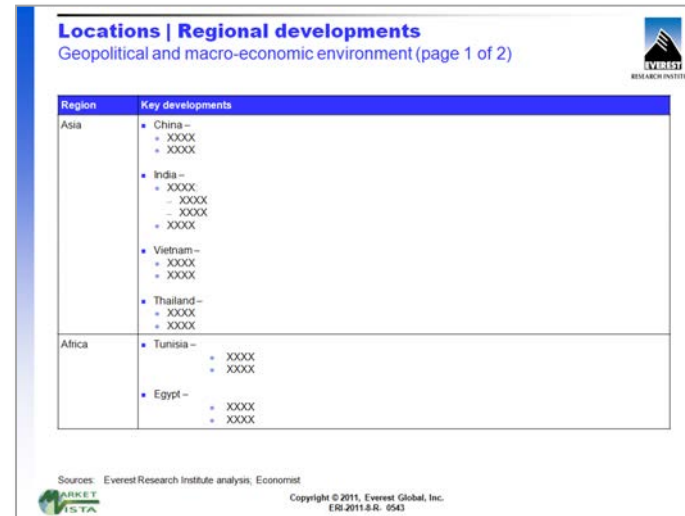 Locations | Regional developments
Geopolitical and macro-economic environment (page 1 of 2)
EVEREST
RESEARCH INSTIT
Region Key developments
Asia
China –
XXXX
XXXX
India –
XXXX:
XXXX
XXXX
XXXX
Vietnam –
XXXX
XXXX
Thailand –
XXXX
XXXX
Africa
Tunisia –
XXXX
XXXX
Egypt –
XXXX
XXXX
Sources: Everest Research Institute analysis; Economist
MARKET
VISTA
Copyright © 2011, Everest Global, Inc.
ERI-2011-8-R- 0543